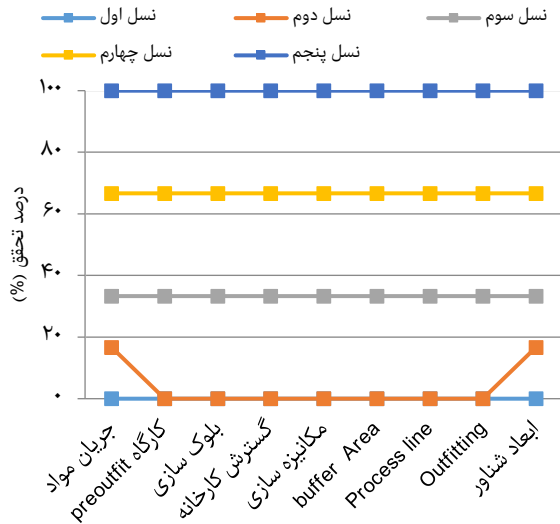 نسل اول نسل دوم نسل سوم
نسل چهارم نسل پنجم
۱۰۰
۸۰
۶۰
۴۰
۲۰
۰
درصد تحقق (%)
جریان مواد
کارگاه preoutfit
بلوک سازی
گسترش کارخانه
مکانیزه سازی
buffer Area
Process line
Outfitting
ابعاد شناور